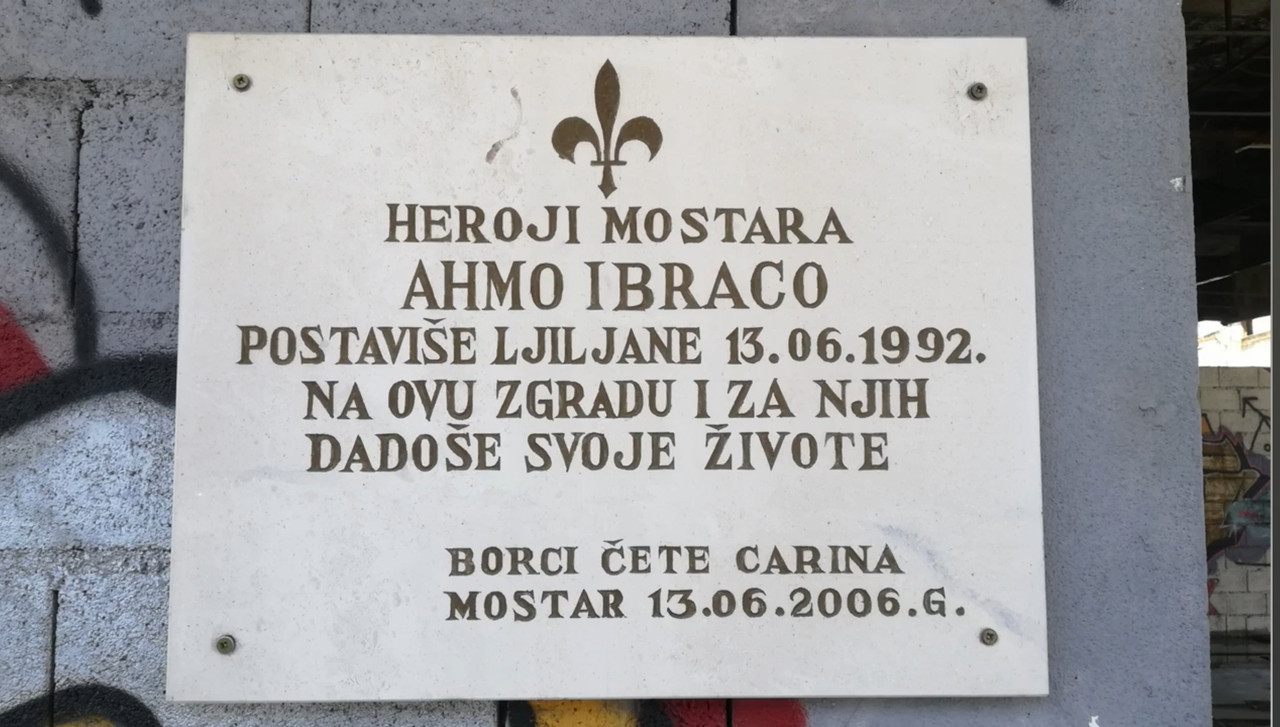 HEROJI MOSTARA
AHMO IBRACO
POSTAVIŠE LJILJANE 13.06.1992.
NA OVU ZGRADU I ZA NJIH
DADOŠE SVOJE ŽIVOTE
BORCI ČETE CARINA
MOSTAR 13.06.2006.G.